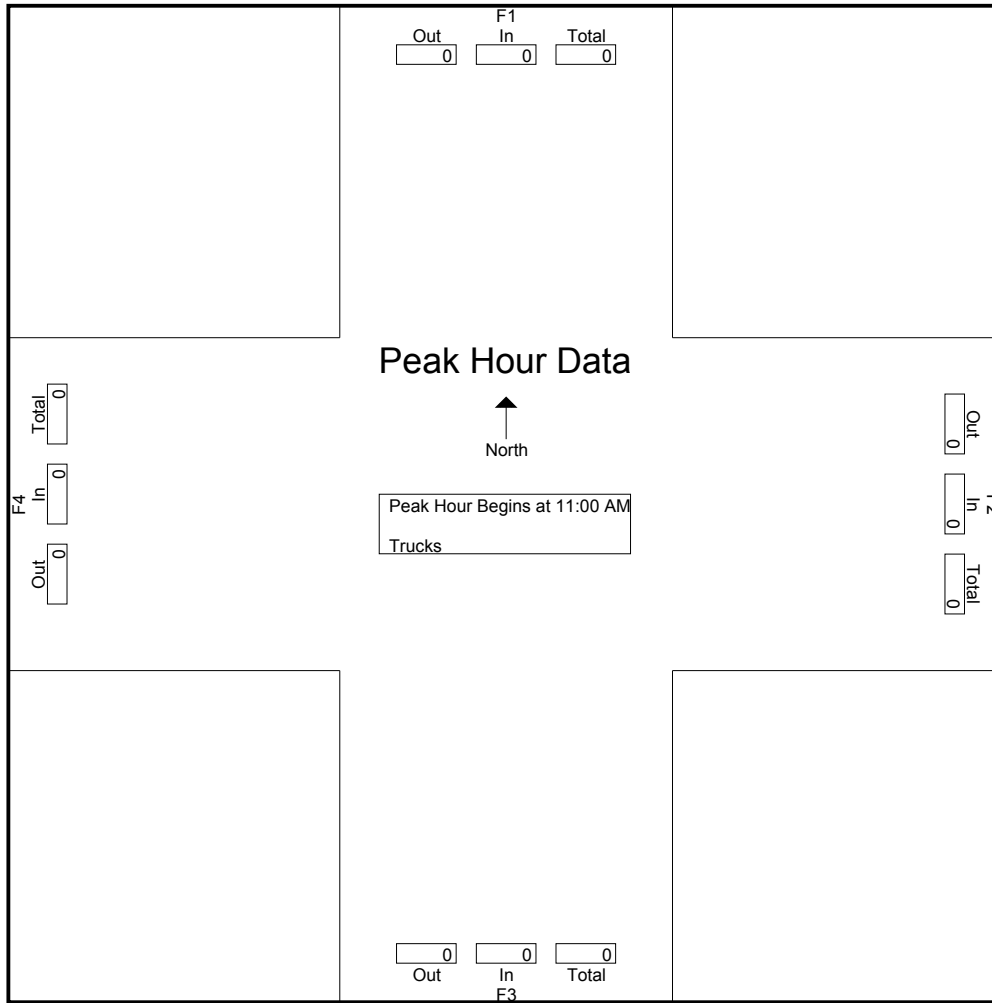 F1
Out In Total
0 0 0
Peak Hour Data
North
Peak Hour Begins at 11:00 AM
Trucks
Total 0
In 0
Out 0
F4
Out 0
In 0
Total 0
F2
0 0 0
Out In Total
F3